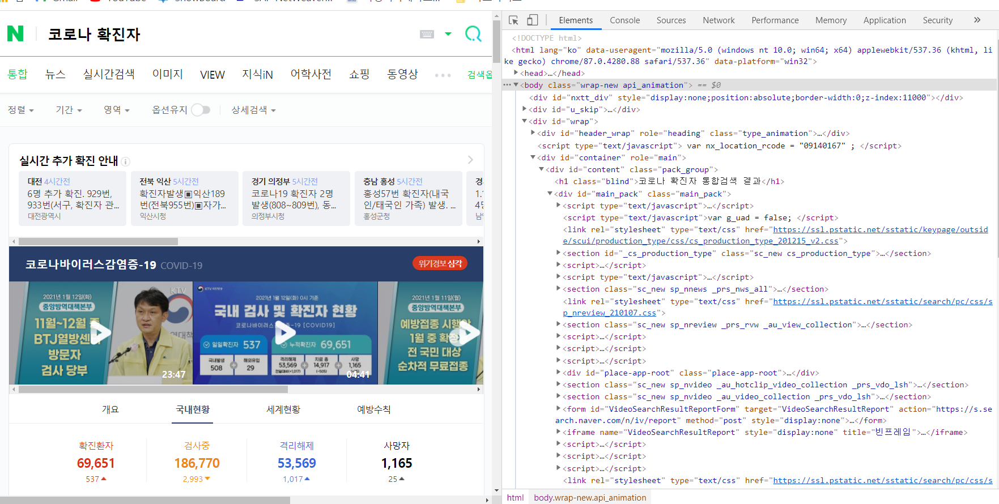 N 코로나 확진자
통합 뉴스 실시간검색 이미지 VIEW 지식iN 어학사전 쇼핑 동영상
정렬 기간 영역 옵션유지 상세검색
실시간 추가 확진 안내
대전 4시간전
6명 추가 확진. 929번,
933번(서구, 확진자 관...
대전광역시
전북 익산 5시간전
확진자발생▣익산189
번(전북955번)▣자가...
익산시청
경기 의정부 5시간전
코로나19 확진자 2명
발생(808~809번), 동...
의정부시청
충남 홍성 5시간전
홍성57번 확진자(내국
인/태국인 가족) 발생. ...
홍성군청
코로나바이러스감염증-19 COVID-19
위기경보 심각
2021년 1월 12일(화)
중앙방역대책본부
11월~12월 중
BTJ열방센
방문자
검사 당부
KTV
23:47
KTV 국민방송
2021년 1월 12일(화) 0시 기준
국내 검사 및 확진자 현황
코로나바이러스감염증-19 [COVID19]
일일확진자 537
누적확진자 69,651
국내발생
508
해외유입
29
격리해제
53,569
전일대비(+1,017)
치료 중
14,917
(-505)
사망
1,165
04:41
2021년 1월 11일(월)
중앙방역대책본부
예방접종 시행
1월 중 확
전 국민 대상
순차적 무료접종
개요 국내현황 세계현황 예방수칙
확진환자 검사중 격리해제 사망자
69,651 186,770 53,569 1,165
537 2,993 1,017 25
Elements Console Sources Network Performance Memory Application Security »
<!DOCTYPE html>
<html lang="ko" data-useragent="mozilla/5.0 (windows nt 10.0; win64; x64) applewebkit/537.36 (khtml, li
ke gecko) chrome/87.0.4280.88 safari/537.36" data-platform="win32">
<head>…</head>
<body class="wrap-new api_animation"> == $0
<div id="nxtt_div" style="display:none;position:absolute;border-width:0;z-index:11000"></div>
<div id="u_skip">…</div>
<div id="wrap">
<div id="header_wrap" role="heading" class="type_animation">…</div>
<script type="text/javascript"> var nx_location_rcode = "09140167" ; </script>
<div id="container" role="main">
<div id="content" class="pack_group">
<h1 class="blind">코로나 확진자 통합검색 결과</h1>
<div id="main_pack" class="main_pack">
<script type="text/javascript">…</script>
<script type="text/javascript">var g_uad = false; </script>
<link rel="stylesheet" type="text/css" href="https://ssl.pstatic.net/sstatic/keypage/outsid
e/scui/production_type/css/cs_production_type_201215_v2.css">
<section id="_cs_production_type" class="sc_new cs_production_type">…</section>
<script>…</script>
<script type="text/javascript">…</script>
<section class="sc_new sp_nnews _prs_nws_all">…</section>
<link rel="stylesheet" type="text/css" href="https://ssl.pstatic.net/sstatic/search/pc/css/s
p_nreview_210107.css">
<section class="sc_new sp_nreview _prs_rvw _au_view_collection">…</section>
<script>…</script>
<script>…</script>
<script>…</script>
<div id="place-app-root" class="place-app-root">…</div>
<section class="sc_new sp_nvideo _au_hotclip_video_collection _prs_vdo_lsh">…</section>
<section class="sc_new sp_nvideo _au_video_collection _prs_vdo_lsh">…</section>
<form id="VideoSearchResultReportForm" target="VideoSearchResultReport" action="https://s.se
arch.naver.com/n/iv/report" method="post" style="display:none">…</form>
<iframe name="VideoSearchResultReport" style="display:none" title="빈프레임">…</iframe>
<script>…</script>
<script>…</script>
<script>…</script>
<link rel="stylesheet" type="text/css" href="https://ssl.pstatic.net/sstatic/search/pc/css/s
html body.wrap-new.api_animation